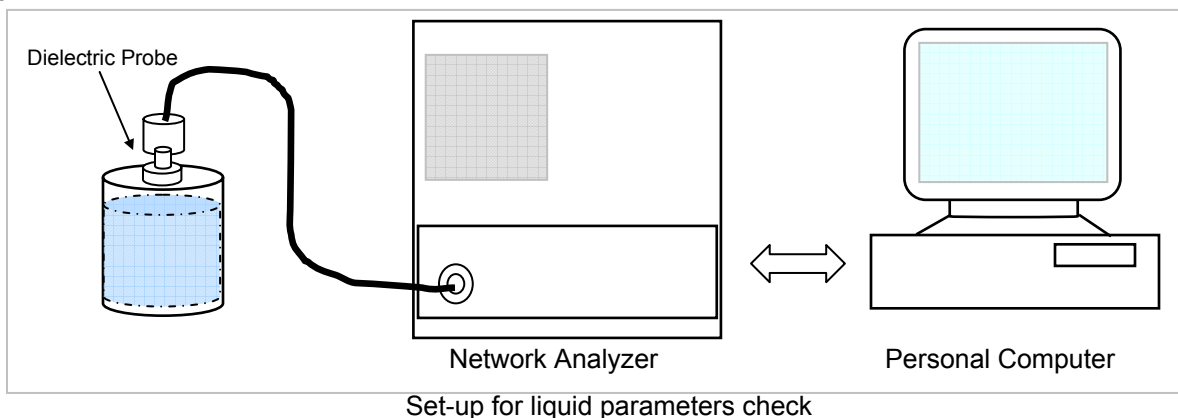 Dielectric Probe
Network Analyzer
Personal Computer
Set-up for liquid parameters check